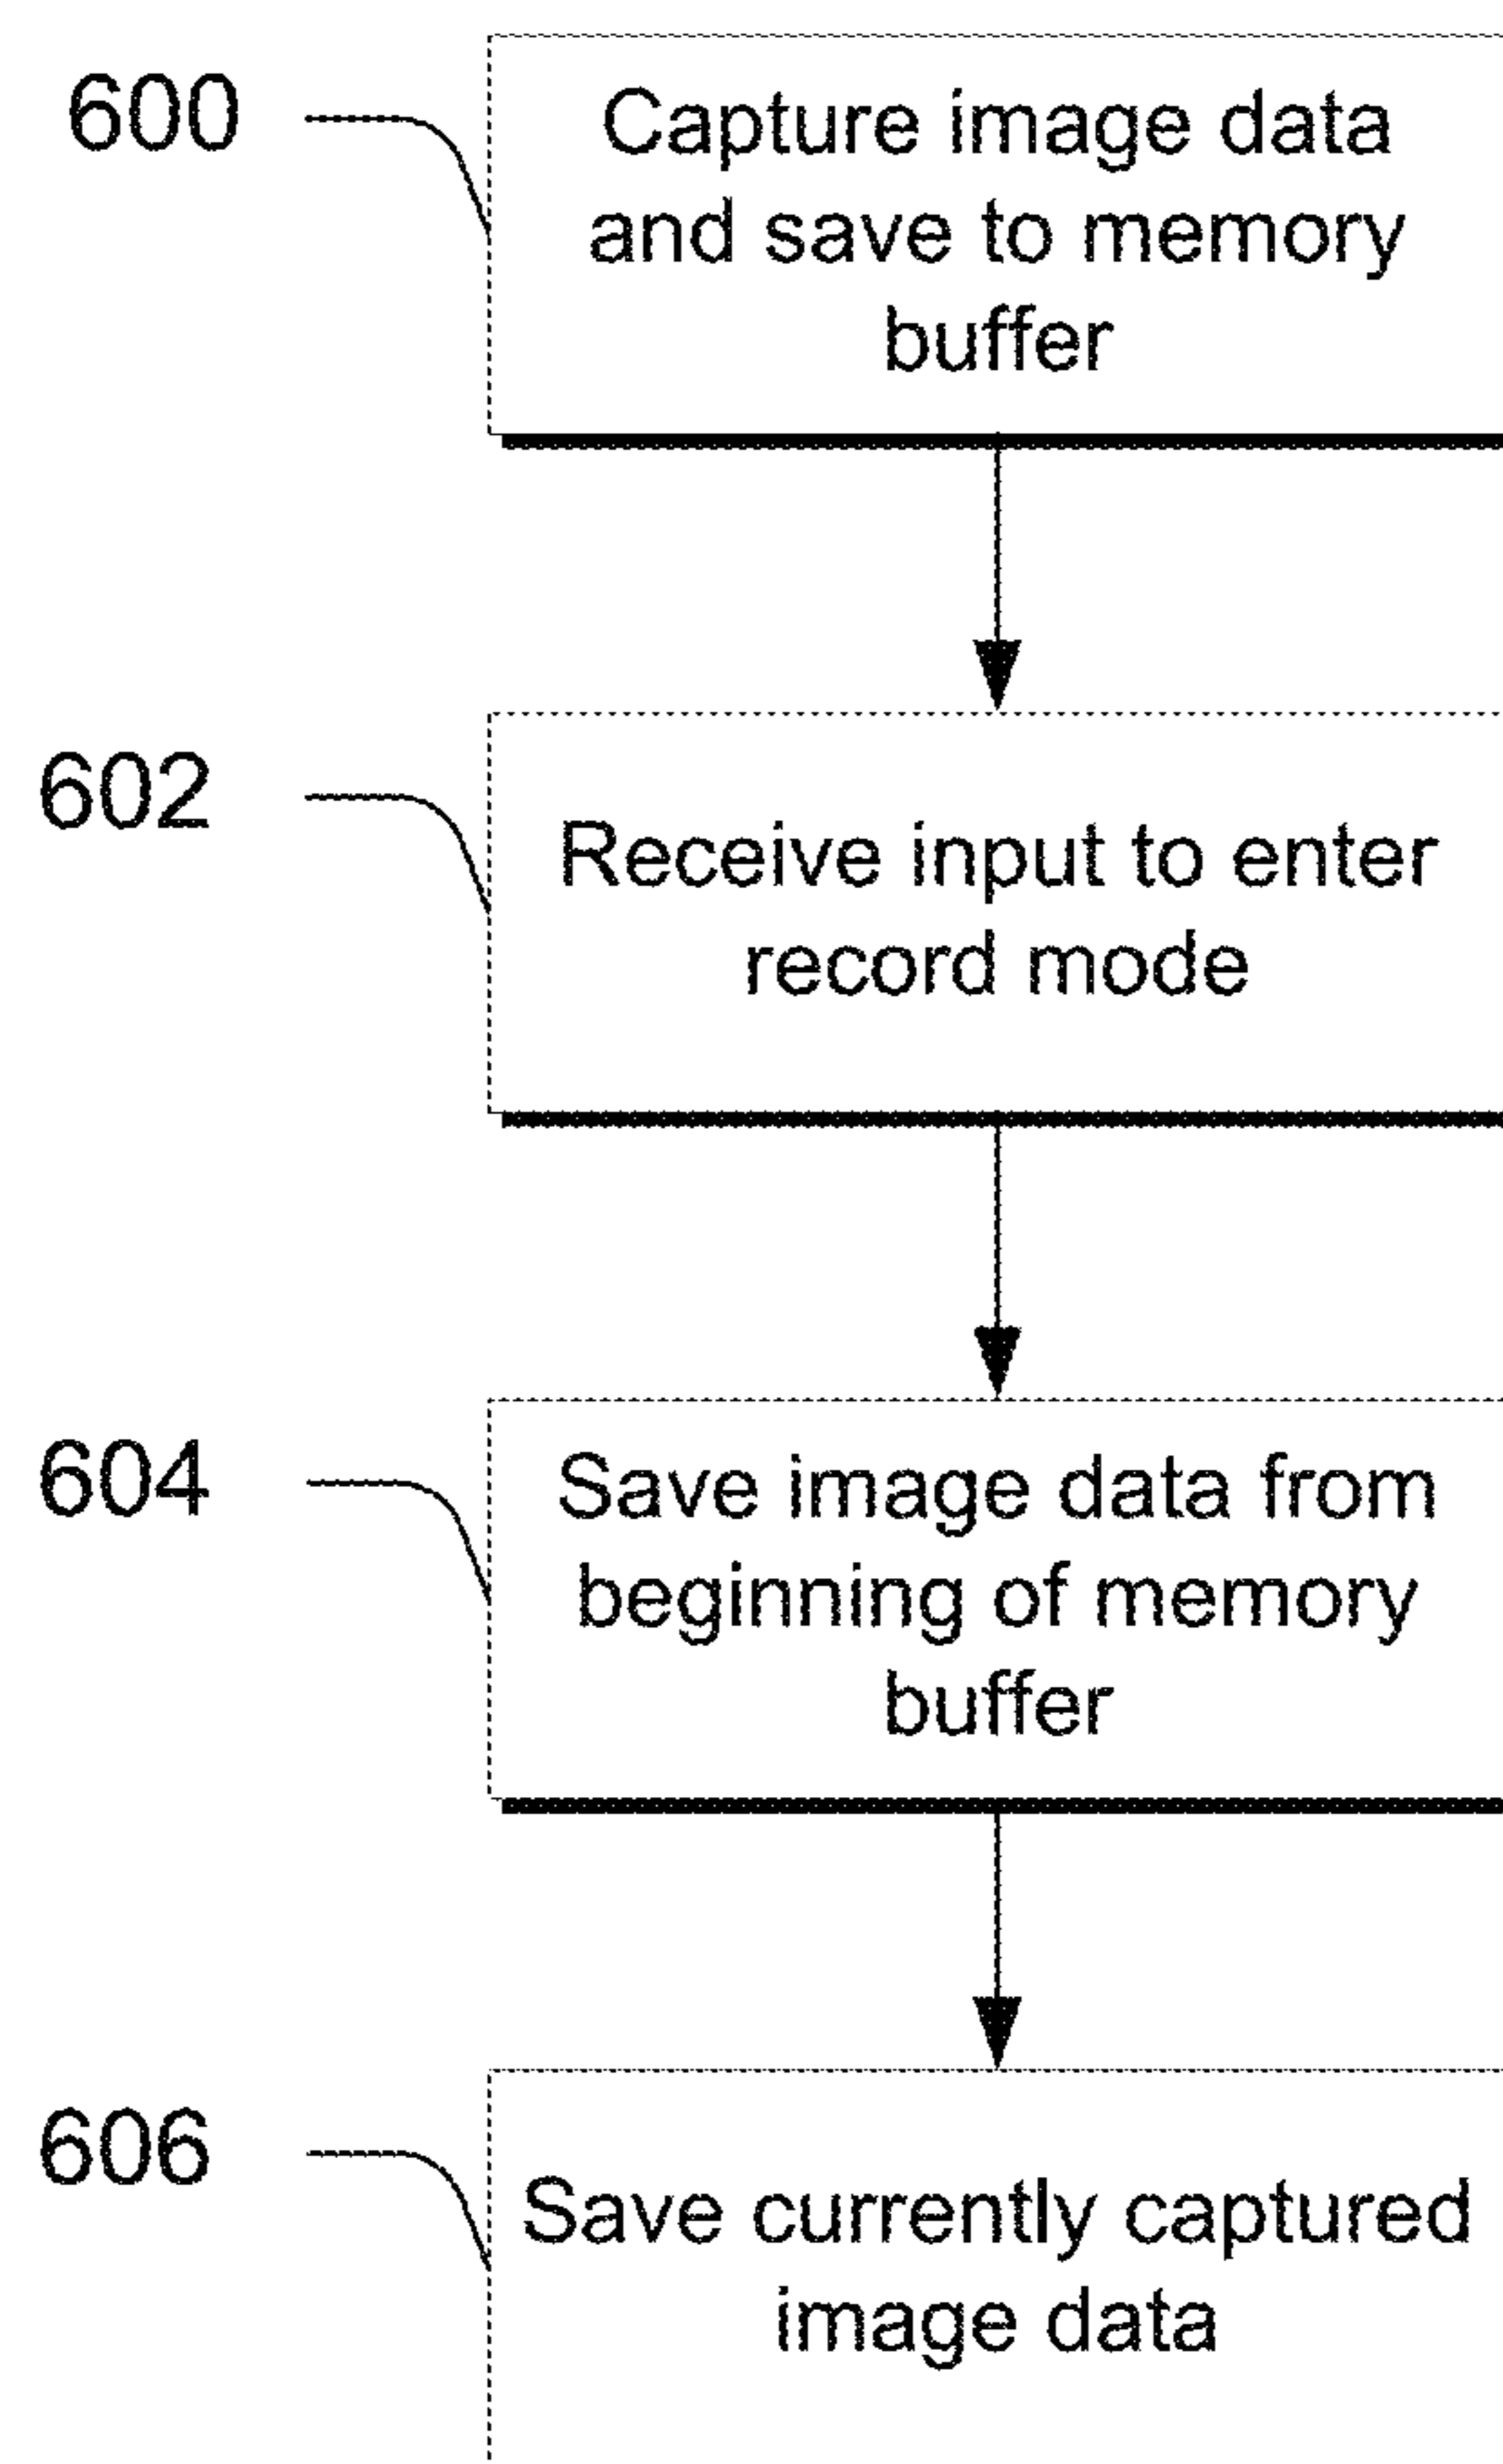 600
Capture image data
and save to memory
buffer
602
Receive input to enter
record mode
604
Save image data from
beginning of memory
buffer
606
Save currently captured
image data